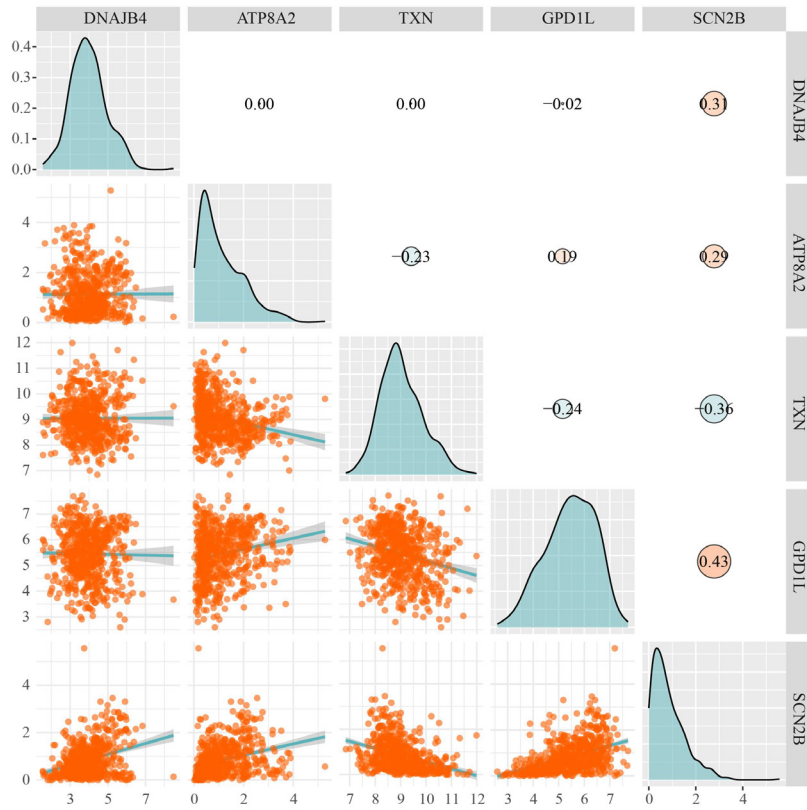 DNAJB4 ATP8A2 TXN GPD1L SCN2B
0.4
0.3
0.2
0.1
0.0
0.00 0.00 −0.02 0.31
DNAJB4
4
2
0
−0.23 0.19 0.29
ATP8A2
12
11
10
9
8
7
−0.24 −0.36
TXN
7
6
5
4
3
0.43
GPD1L
4
2
0
SCN2B
3 5 7 0 2 4 7 8 9 10 11 12 3 4 5 6 7 0 2 4